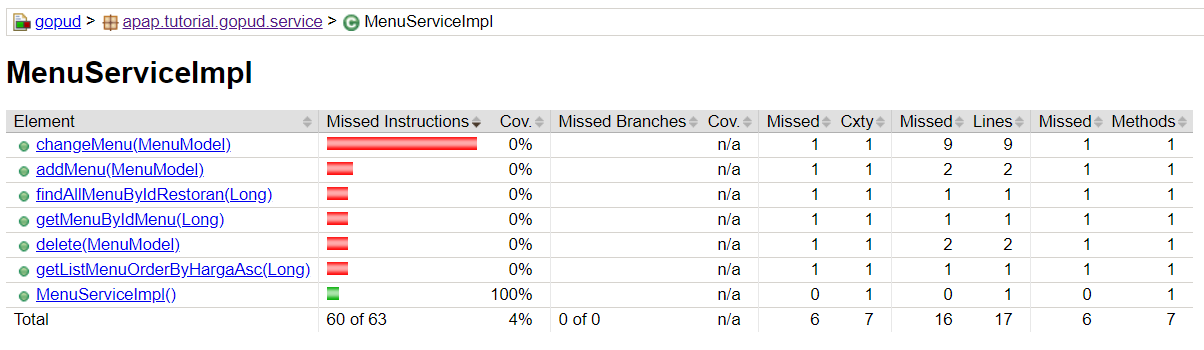 gopud > apap.tutorial.gopud.service > C MenuServiceImpl
MenuServiceImpl
Element Missed Instructions Cov. Missed Branches Cov. Missed Cxty Missed Lines Missed Methods
changeMenu(MenuModel) 0% n/a 1 1 9 9 1 1
addMenu(MenuModel) 0% n/a 1 1 2 2 1 1
findAllMenuByIdRestoran(Long) 0% n/a 1 1 1 1 1 1
getMenuByIdMenu(Long) 0% n/a 1 1 1 1 1 1
delete(MenuModel) 0% n/a 1 1 2 2 1 1
getListMenuOrderByHargaAsc(Long) 0% n/a 1 1 1 1 1 1
MenuServiceImpl() 100% n/a 0 1 0 1 0 1
Total 60 of 63 4% 0 of 0 n/a 6 7 16 17 6 7